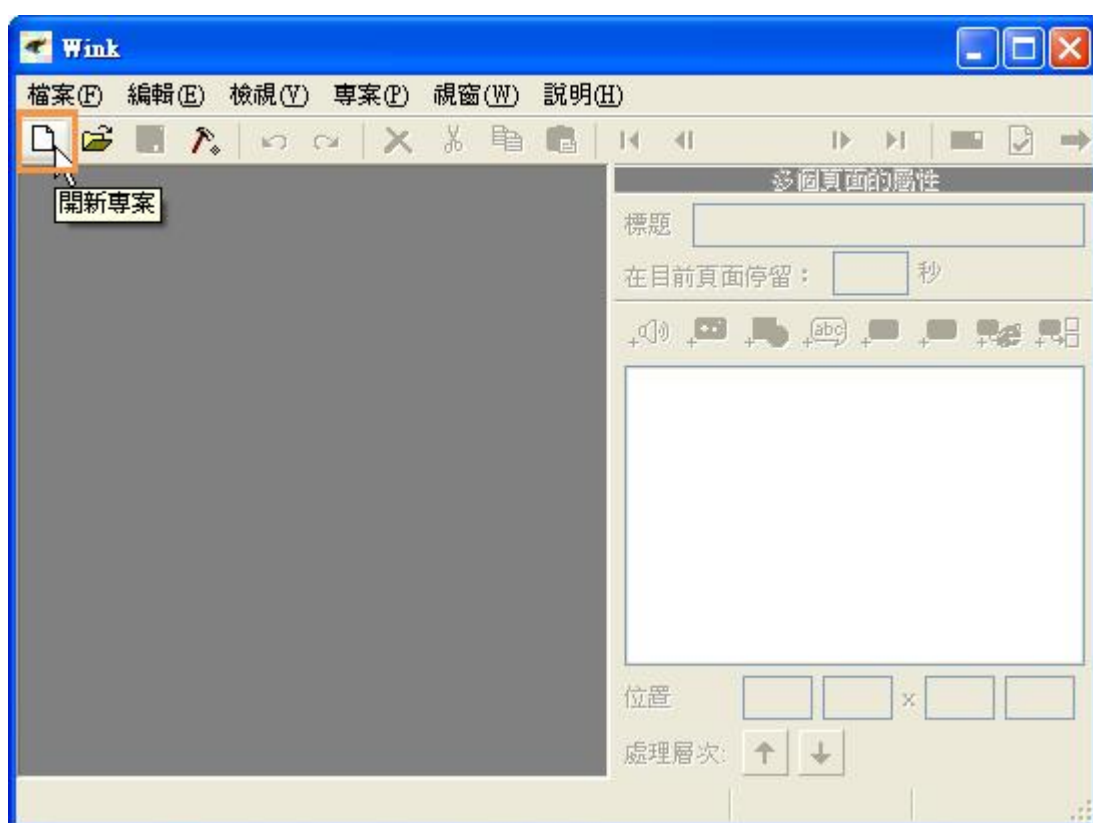 Wink
檔案(F) 編輯(E) 檢視(V) 專案(P) 視窗(W) 說明(H)
開新專案
多個頁面的屬性
標題
在目前頁面停留： 秒
abc
位置 x
處理層次: